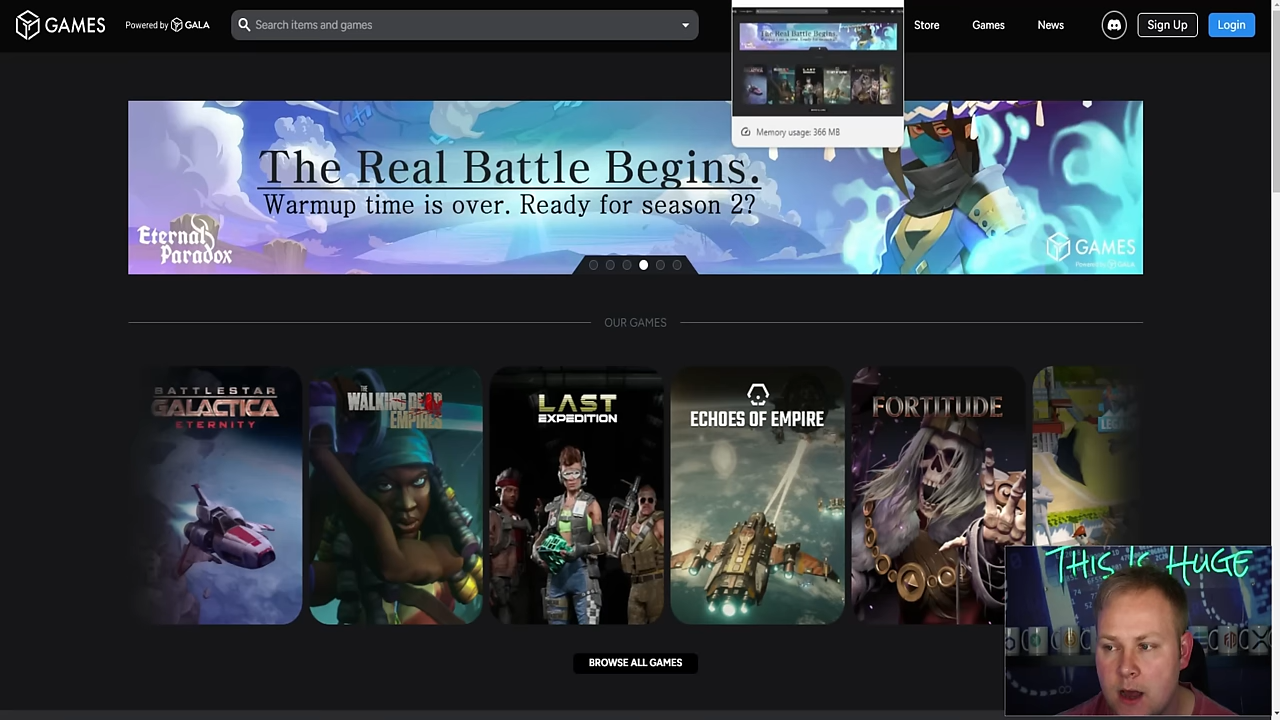 GAMES
Powered by GALA
Search items and games
Store
Games
News
Sign Up
Login
The Real Battle Begins.
Memory usage: 366 MB
The Real Battle Begins.
Warmup time is over. Ready for season 2?
Eternal
Paradox
GAMES
Powered by GALA
OUR GAMES
BATTLESTAR
GALACTICA
ETERNITY
THE
WALKING DEAD
EMPIRES
LAST
EXPEDITION
ECHOES OF EMPIRE
FORTITUDE
THIS IS HUGE
BROWSE ALL GAMES